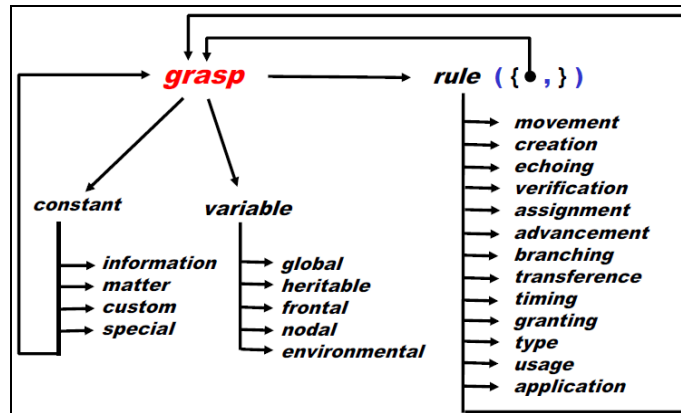 grasp
rule ( { , } )
constant
information
matter
custom
special
variable
global
heritable
frontal
nodal
environmental
movement
creation
echoing
verification
assignment
advancement
branching
transference
timing
granting
type
usage
application